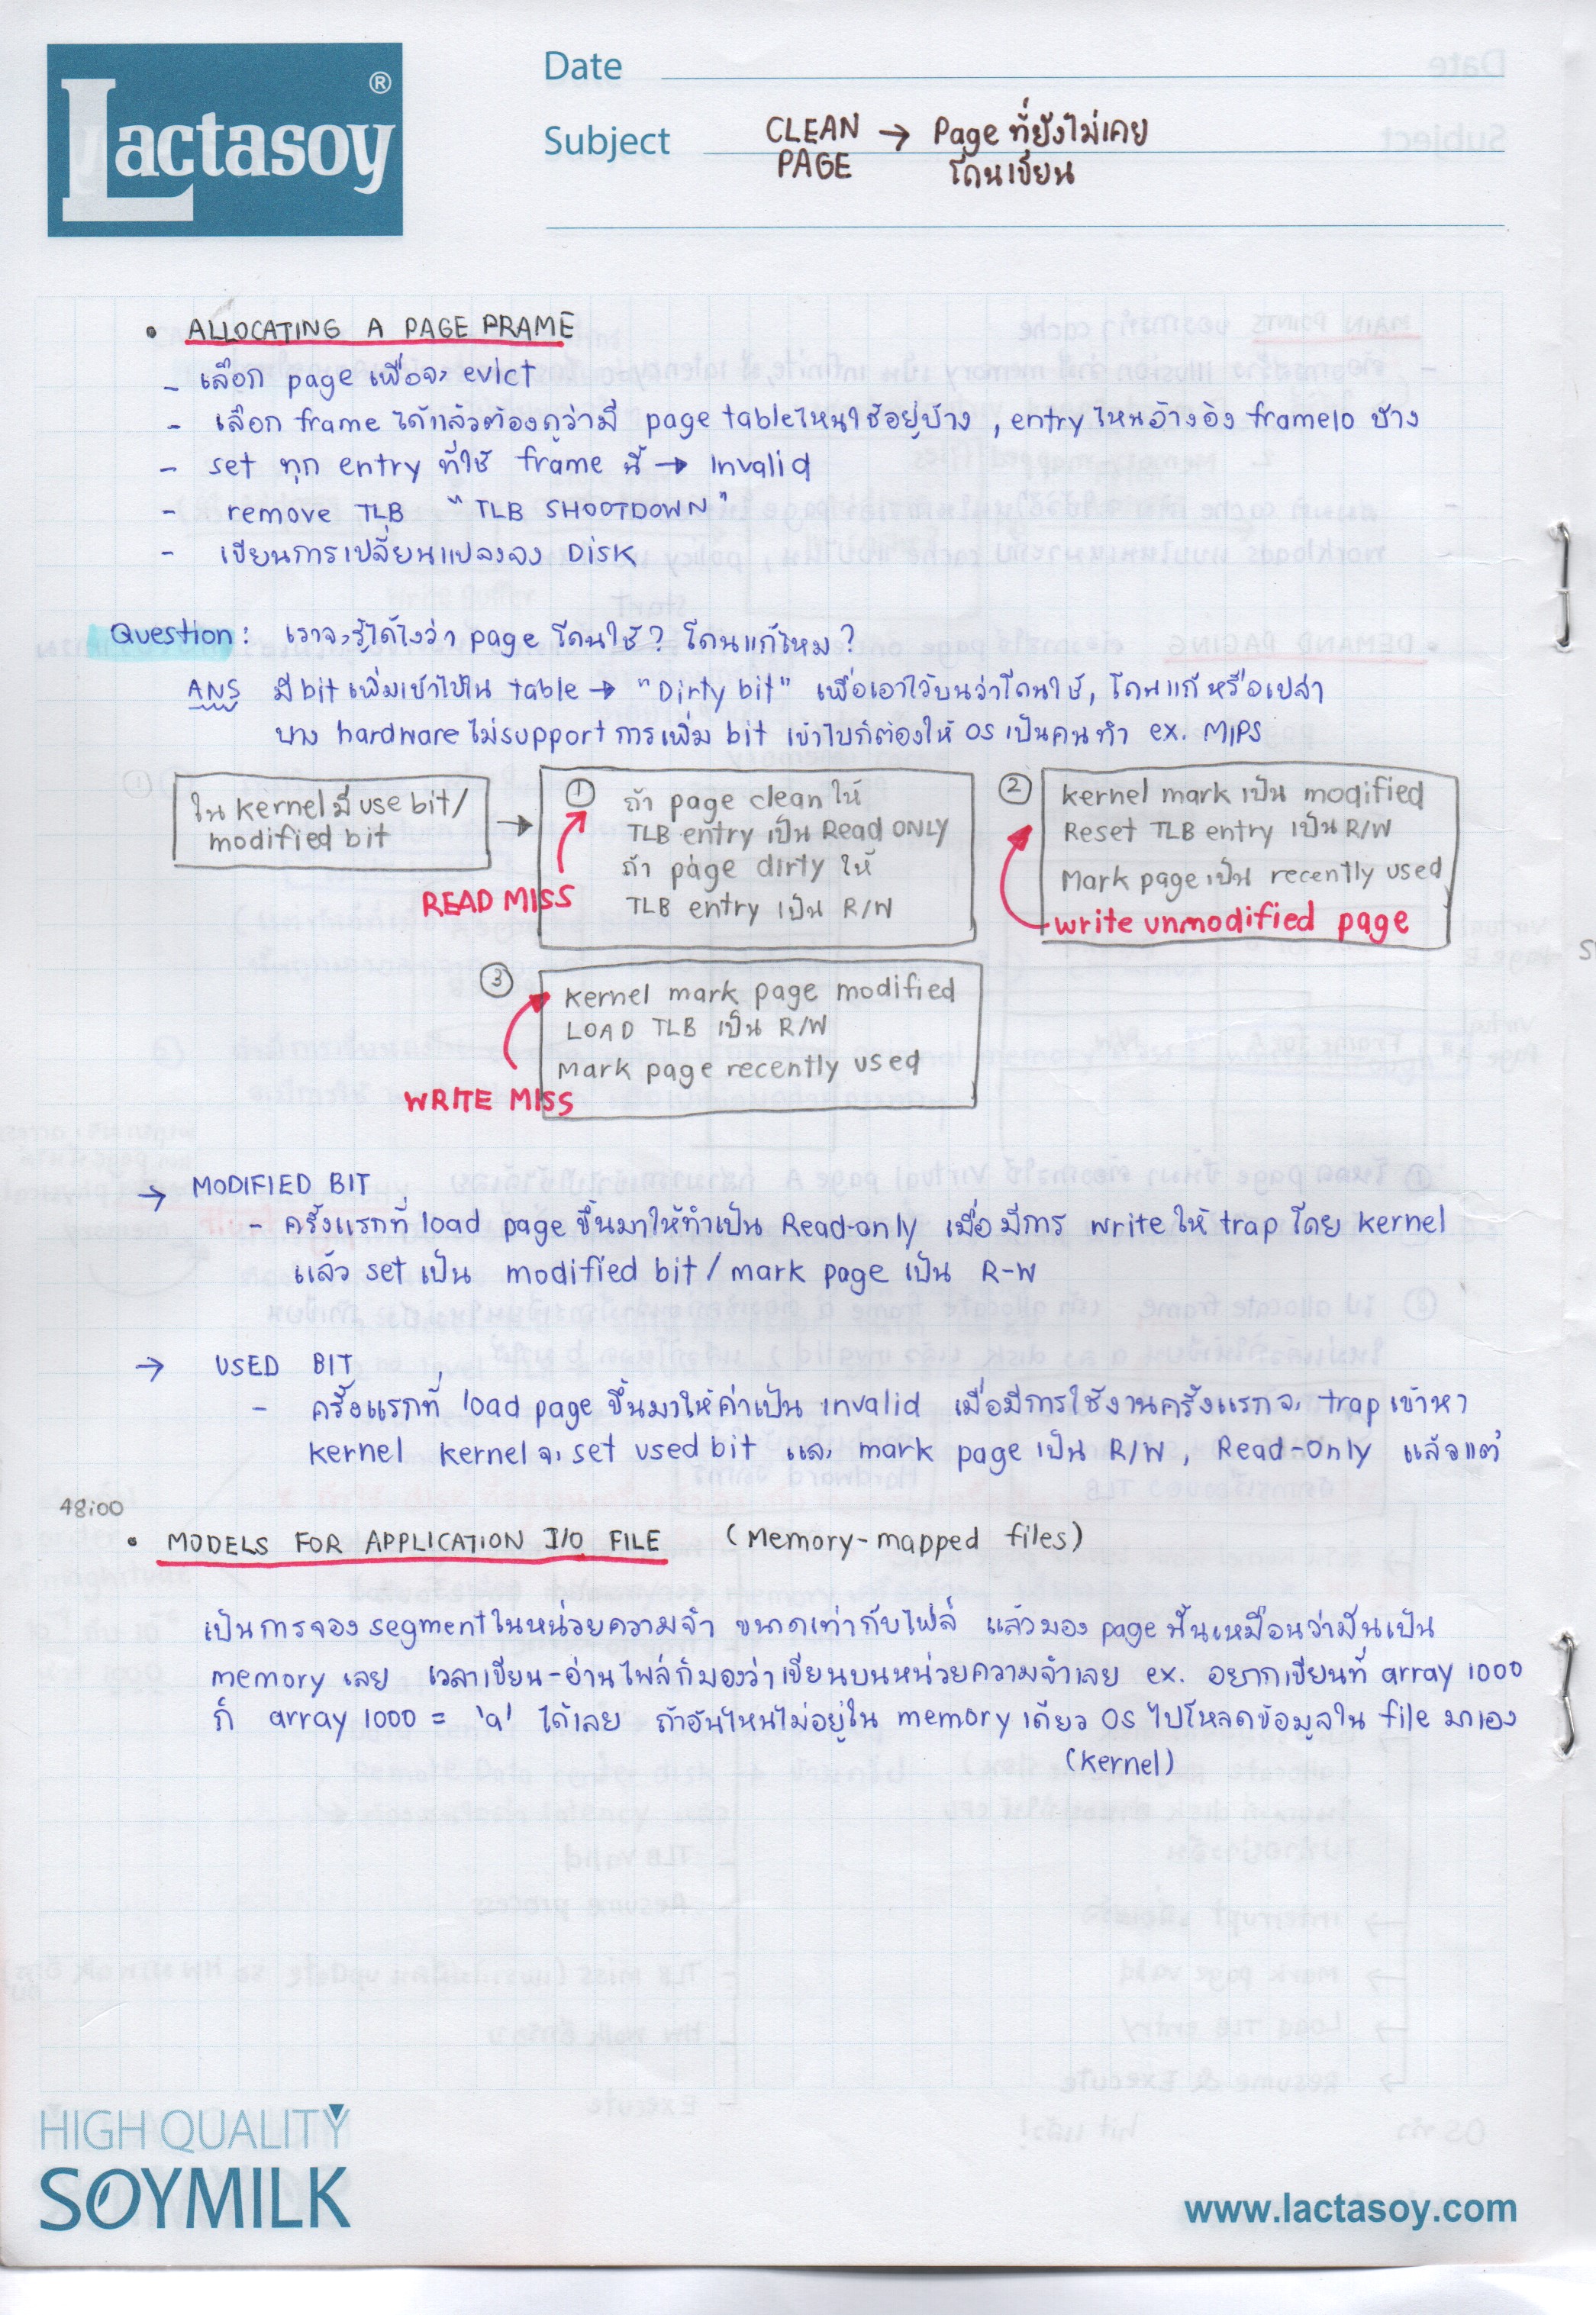 Lactasoy ®
Date
Subject
CLEAN → Page ที่ยังไม่เคย
PAGE โดนเขียน
• ALLOCATING A PAGE FRAME
- เลือก page เพื่อจะ evict
- เลือก frame ได้แล้วต้องดูว่ามี page table ไหนใช้อยู่บ้าง , entry ไหนอ้างอิง frameเอ บ้าง
- set ทุก entry ที่ใช้ frame นี้ → Invalid
- remove TLB "TLB SHOOTDOWN"
- เขียนการเปลี่ยนแปลงลง Disk
Question : เราจะรู้ได้ไงว่า page โดนใช้? โดนแก้ไหม?
ANS มี bit เพิ่มเข้าไปใน table → "Dirty bit" เพื่อเอาไว้บนว่าโดนใช้, โดนแก้หรือเปล่า
บาง hardware ไม่ support การเพิ่ม bit เข้าไปก็ต้องให้ OS เป็นคนทำ ex. MIPS
ใน kernel มี use bit/
modified bit
→
① ถ้า page clean ให้
TLB entry เป็น Read ONLY
ถ้า page dirty ให้
TLB entry เป็น R/W
READ MISS
② kernel mark เป็น modified
Reset TLB entry เป็น R/W
Mark page เป็น recently used
write unmodified page
③ kernel mark page modified
LOAD TLB เป็น R/W
Mark page recently used
WRITE MISS
→ MODIFIED BIT
- ครั้งแรกที่ load page ขึ้นมาให้ทำเป็น Read-only เมื่อมีการ write ให้ trap โดย kernel
แล้ว set เป็น modified bit / mark page เป็น R-W
→ USED BIT
- ครั้งแรกที่ load page ขึ้นมาให้ค่าเป็น invalid เมื่อมีการใช้งานครั้งแรกจะ trap เข้าหา
kernel kernel จะ set used bit และ mark page เป็น R/W , Read-only แล้วแต่
48:00
• MODELS FOR APPLICATION I/O FILE (Memory-mapped files)
เป็นการจอง segment ในหน่วยความจำ ขนาดเท่ากับไฟล์ แล้วมอง page นั้นเหมือนว่ามันเป็น
memory เลย เวลาเขียน-อ่านไฟล์ก็มองว่าเขียนบนหน่วยความจำเลย ex. อยากเขียนที่ array 1000
ก็ array 1000 = 'a' ได้เลย ถ้าอันไหนไม่อยู่ใน memory เดี๋ยว OS ไปโหลดข้อมูลใน file มาเอง
(kernel)
HIGH QUALITY
SOYMILK
www.lactasoy.com